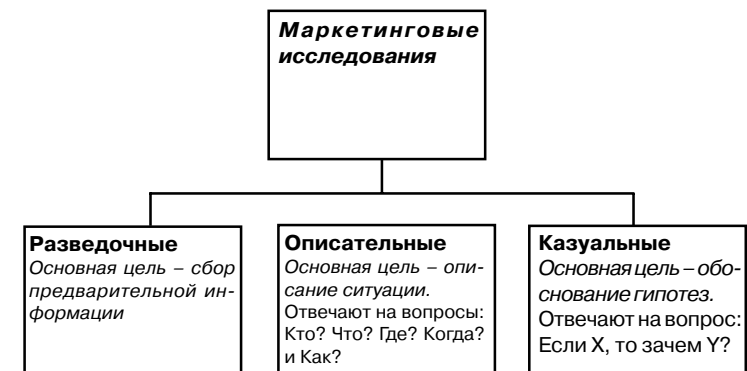 Маркетинговые
исследования
Разведочные
Основная цель – сбор
предварительной ин-
формации
Описательные
Основная цель – опи-
сание ситуации.
Отвечают на вопросы:
Кто? Что? Где? Когда?
и Как?
Казуальные
Основная цель – обо-
снование гипотез.
Отвечают на вопрос:
Если X, то зачем Y?